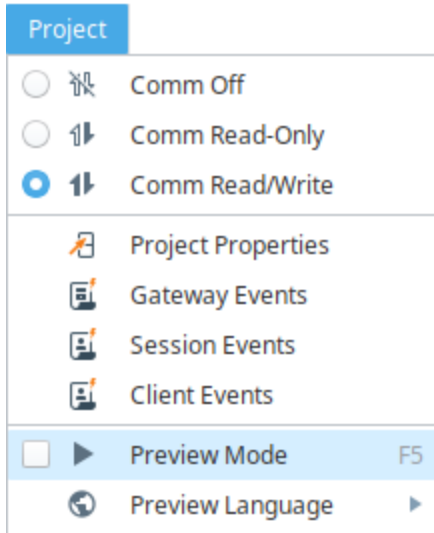 Project
Comm Off
Comm Read-Only
Comm Read/Write
Project Properties
Gateway Events
Session Events
Client Events
Preview Mode F5
Preview Language